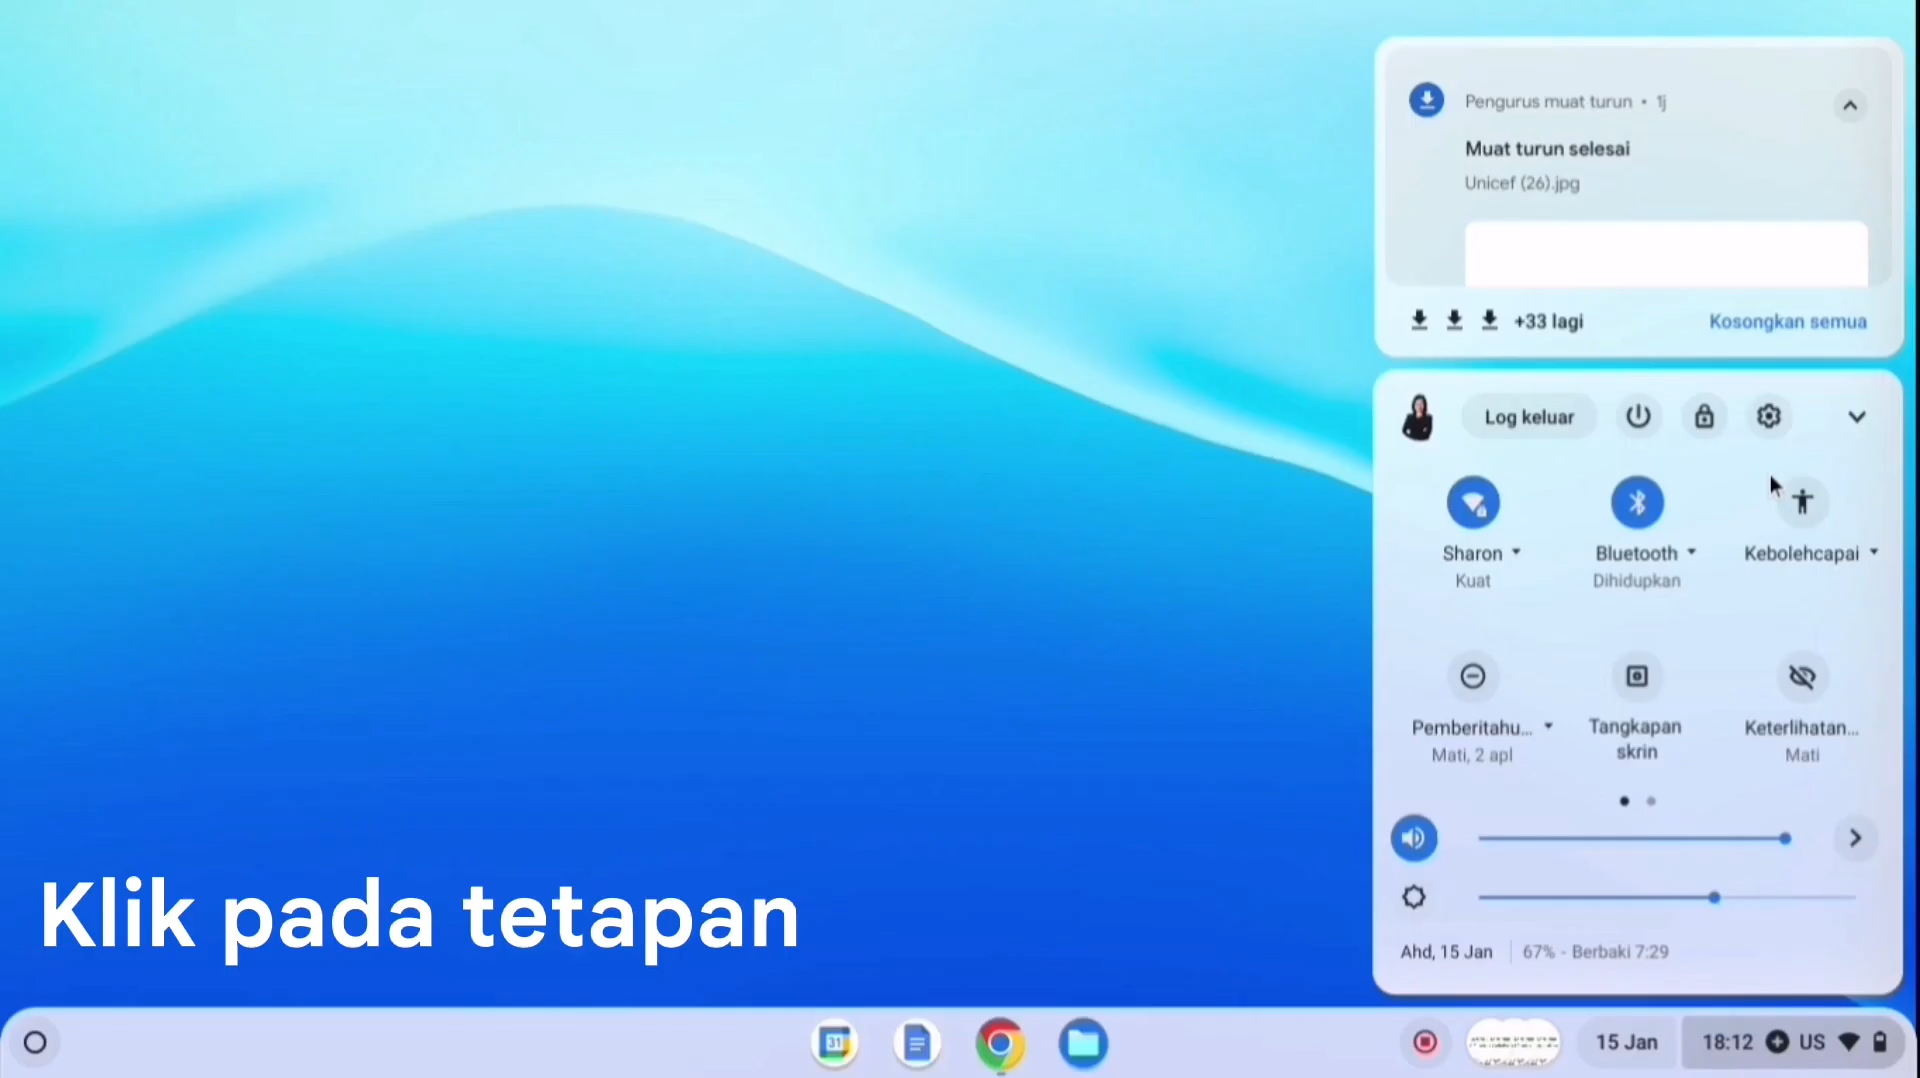 Pengurus muat turun • 1j
Muat turun selesai
Unicef (26).jpg
+33 lagi
Kosongkan semua
Log keluar
Sharon
Kuat
Bluetooth
Dihidupkan
Kebolehcapai
Pemberitahu...
Mati, 2 apl
Tangkapan
skrin
Keterlihatan...
Mati
Ahd, 15 Jan
67% - Berbaki 7:29
Klik pada tetapan
31
15 Jan
18:12
US